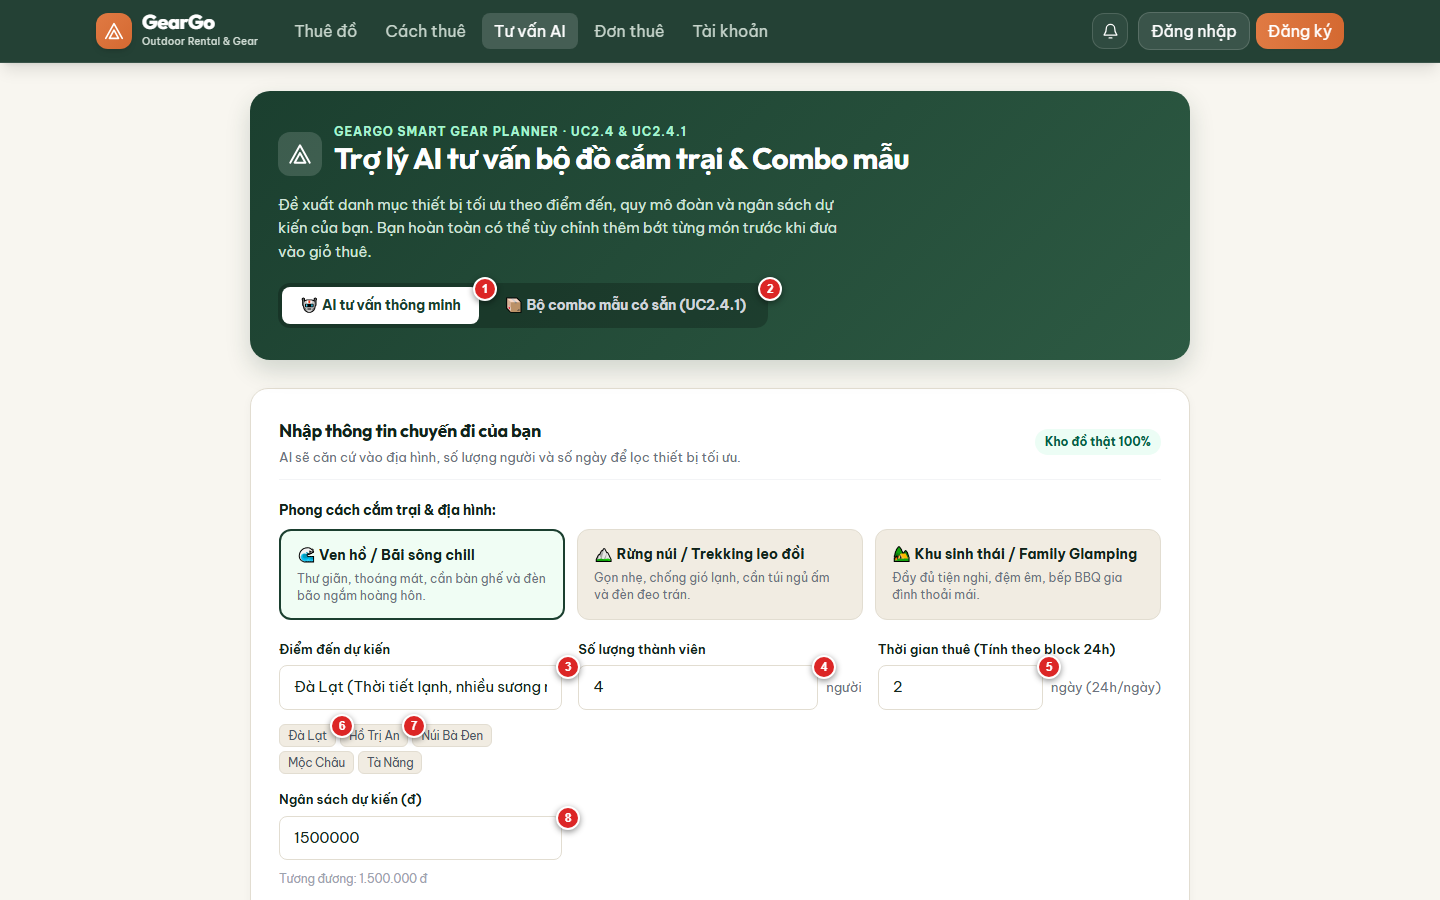 GearGo
Outdoor Rental & Gear
Thuê đồ
Cách thuê
Tư vấn AI
Đơn thuê
Tài khoản
Đăng nhập
Đăng ký
GEARGO SMART GEAR PLANNER · UC2.4 & UC2.4.1
Trợ lý AI tư vấn bộ đồ cắm trại & Combo mẫu
Đề xuất danh mục thiết bị tối ưu theo điểm đến, quy mô đoàn và ngân sách dự
kiến của bạn. Bạn hoàn toàn có thể tùy chỉnh thêm bớt từng món trước khi đưa
vào giỏ thuê.
AI tư vấn thông minh
1
Bộ combo mẫu có sẵn (UC2.4.1)
2
Nhập thông tin chuyến đi của bạn
AI sẽ căn cứ vào địa hình, số lượng người và số ngày để lọc thiết bị tối ưu.
Kho đồ thật 100%
Phong cách cắm trại & địa hình:
Ven hồ / Bãi sông chill
Thư giãn, thoáng mát, cần bàn ghế và đèn
bão ngắm hoàng hôn.
Rừng núi / Trekking leo đồi
Gọn nhẹ, chống gió lạnh, cần túi ngủ ấm
và đèn đeo trán.
Khu sinh thái / Family Glamping
Đầy đủ tiện nghi, đệm êm, bếp BBQ gia
đình thoải mái.
Điểm đến dự kiến
Đà Lạt (Thời tiết lạnh, nhiều sương
3
Số lượng thành viên
4
4
người
Thời gian thuê (Tính theo block 24h)
2
5
ngày (24h/ngày)
Đà Lạt
6
Hồ Trị An
7
Núi Bà Đen
Mộc Châu
Tà Năng
Ngân sách dự kiến (đ)
1500000
8
Tương đương: 1.500.000 đ